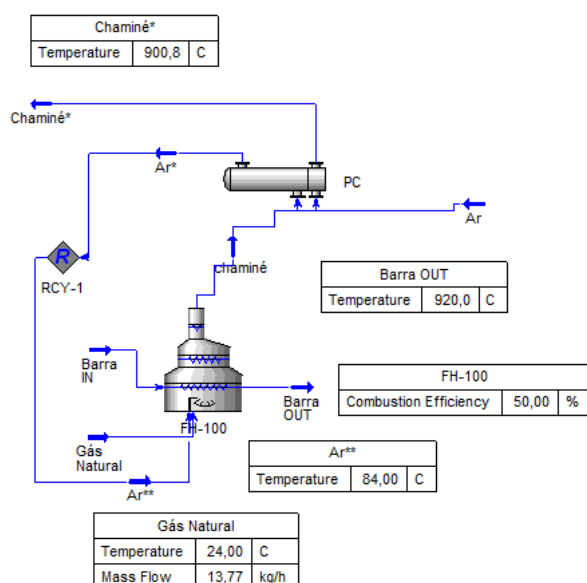 Chaminé*
Temperature 900,8 C
Chaminé*
Ar*
PC
Ar
chaminé
R
RCY-1
Barra OUT
Temperature 920,0 C
Barra
IN
Barra
OUT
FH-100
Combustion Efficiency 50,00 %
FH-100
Gás
Natural
Ar**
Ar**
Temperature 84,00 C
Gás Natural
Temperature 24,00 C
Mass Flow 13,77 kg/h